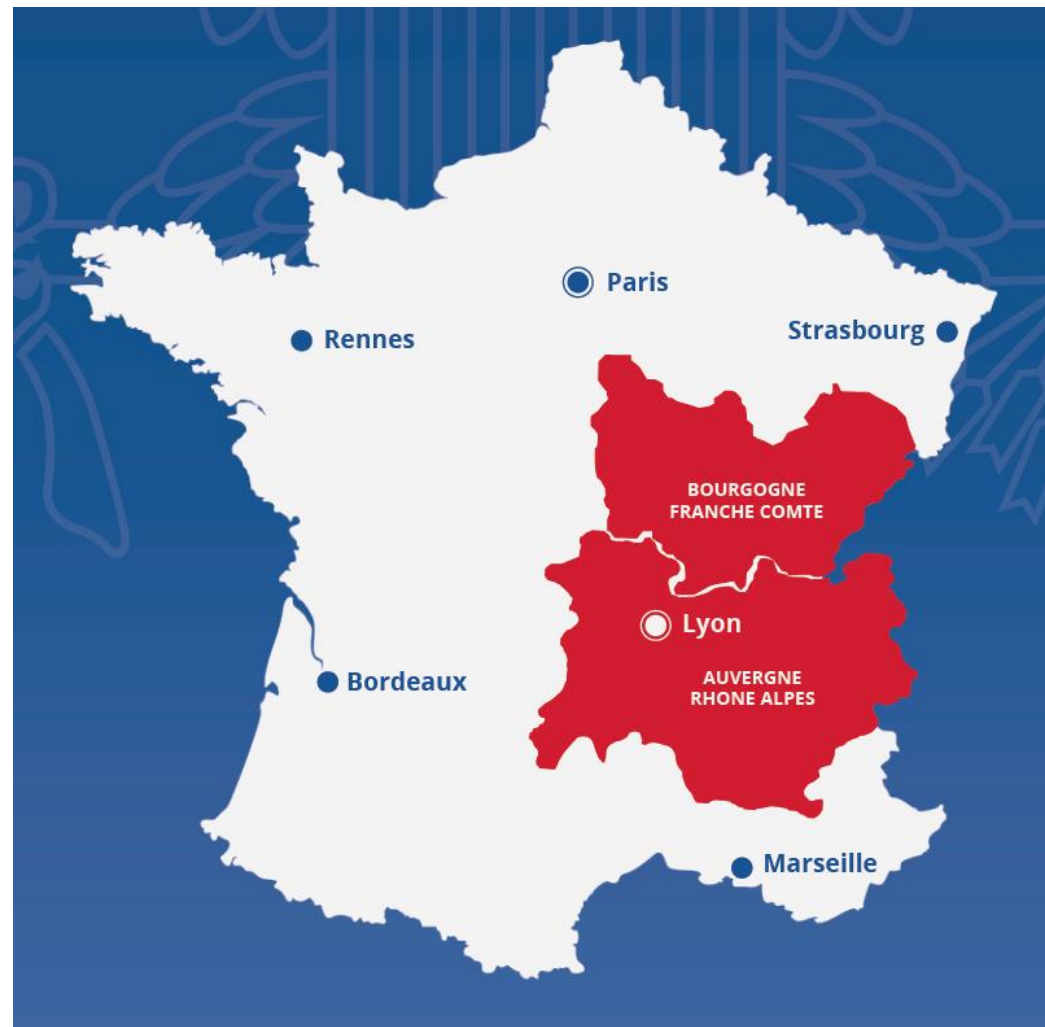 Paris
Strasbourg
Rennes
BOURGOGNE
FRANCHE COMTE
Lyon
AUVERGNE
RHONE ALPES
Bordeaux
Marseille